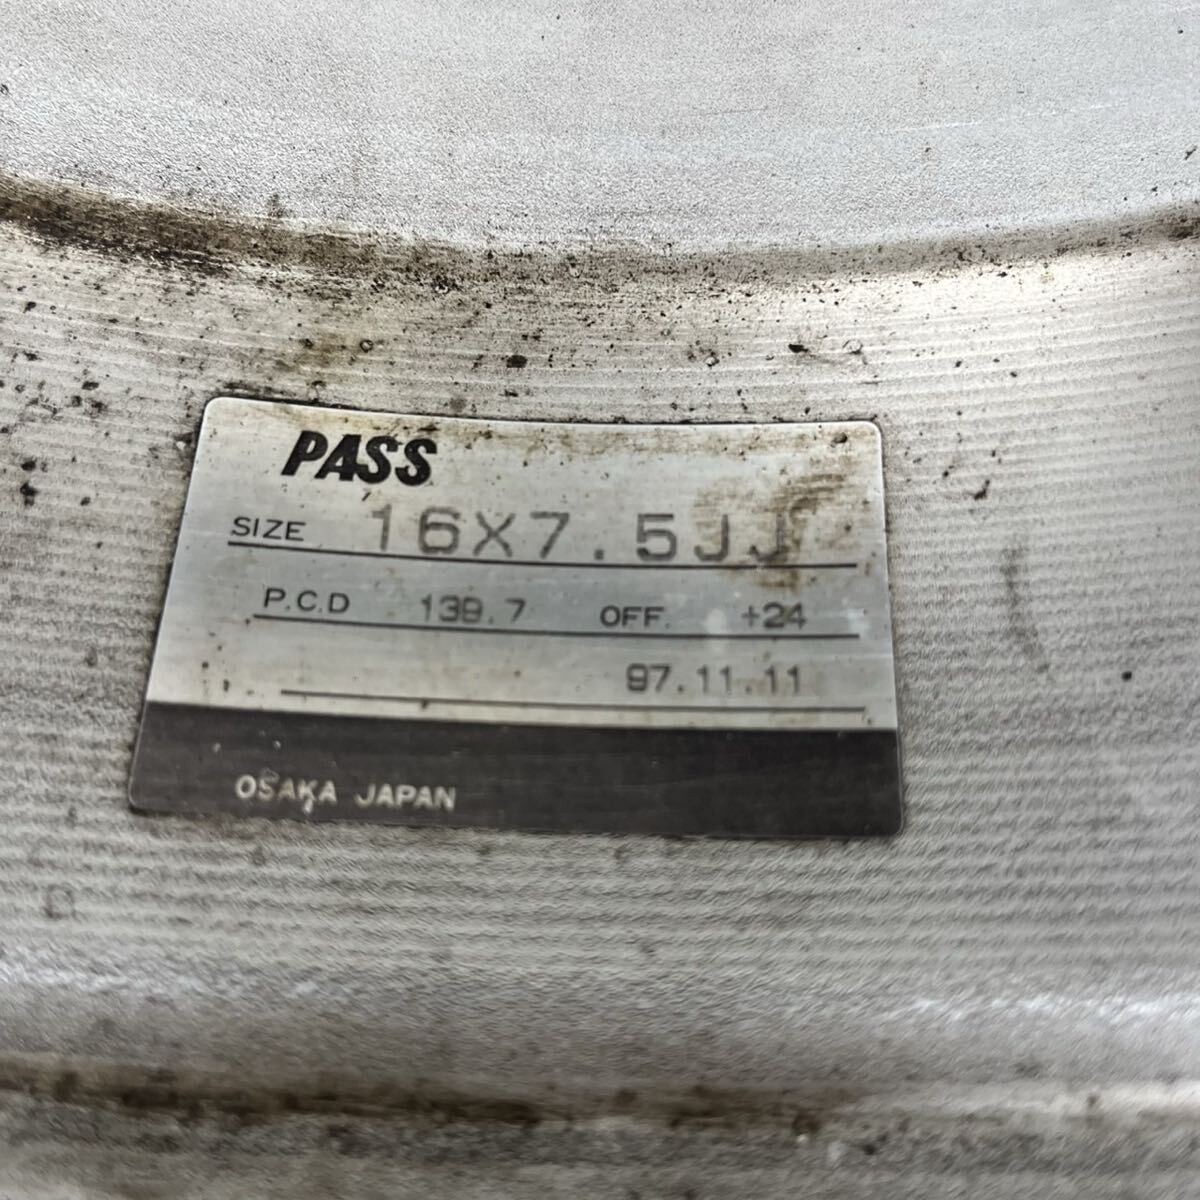 PASS
SIZE 16X7.5JJ
P.C.D 139.7 OFF. +24
97.11.11
OSAKA JAPAN